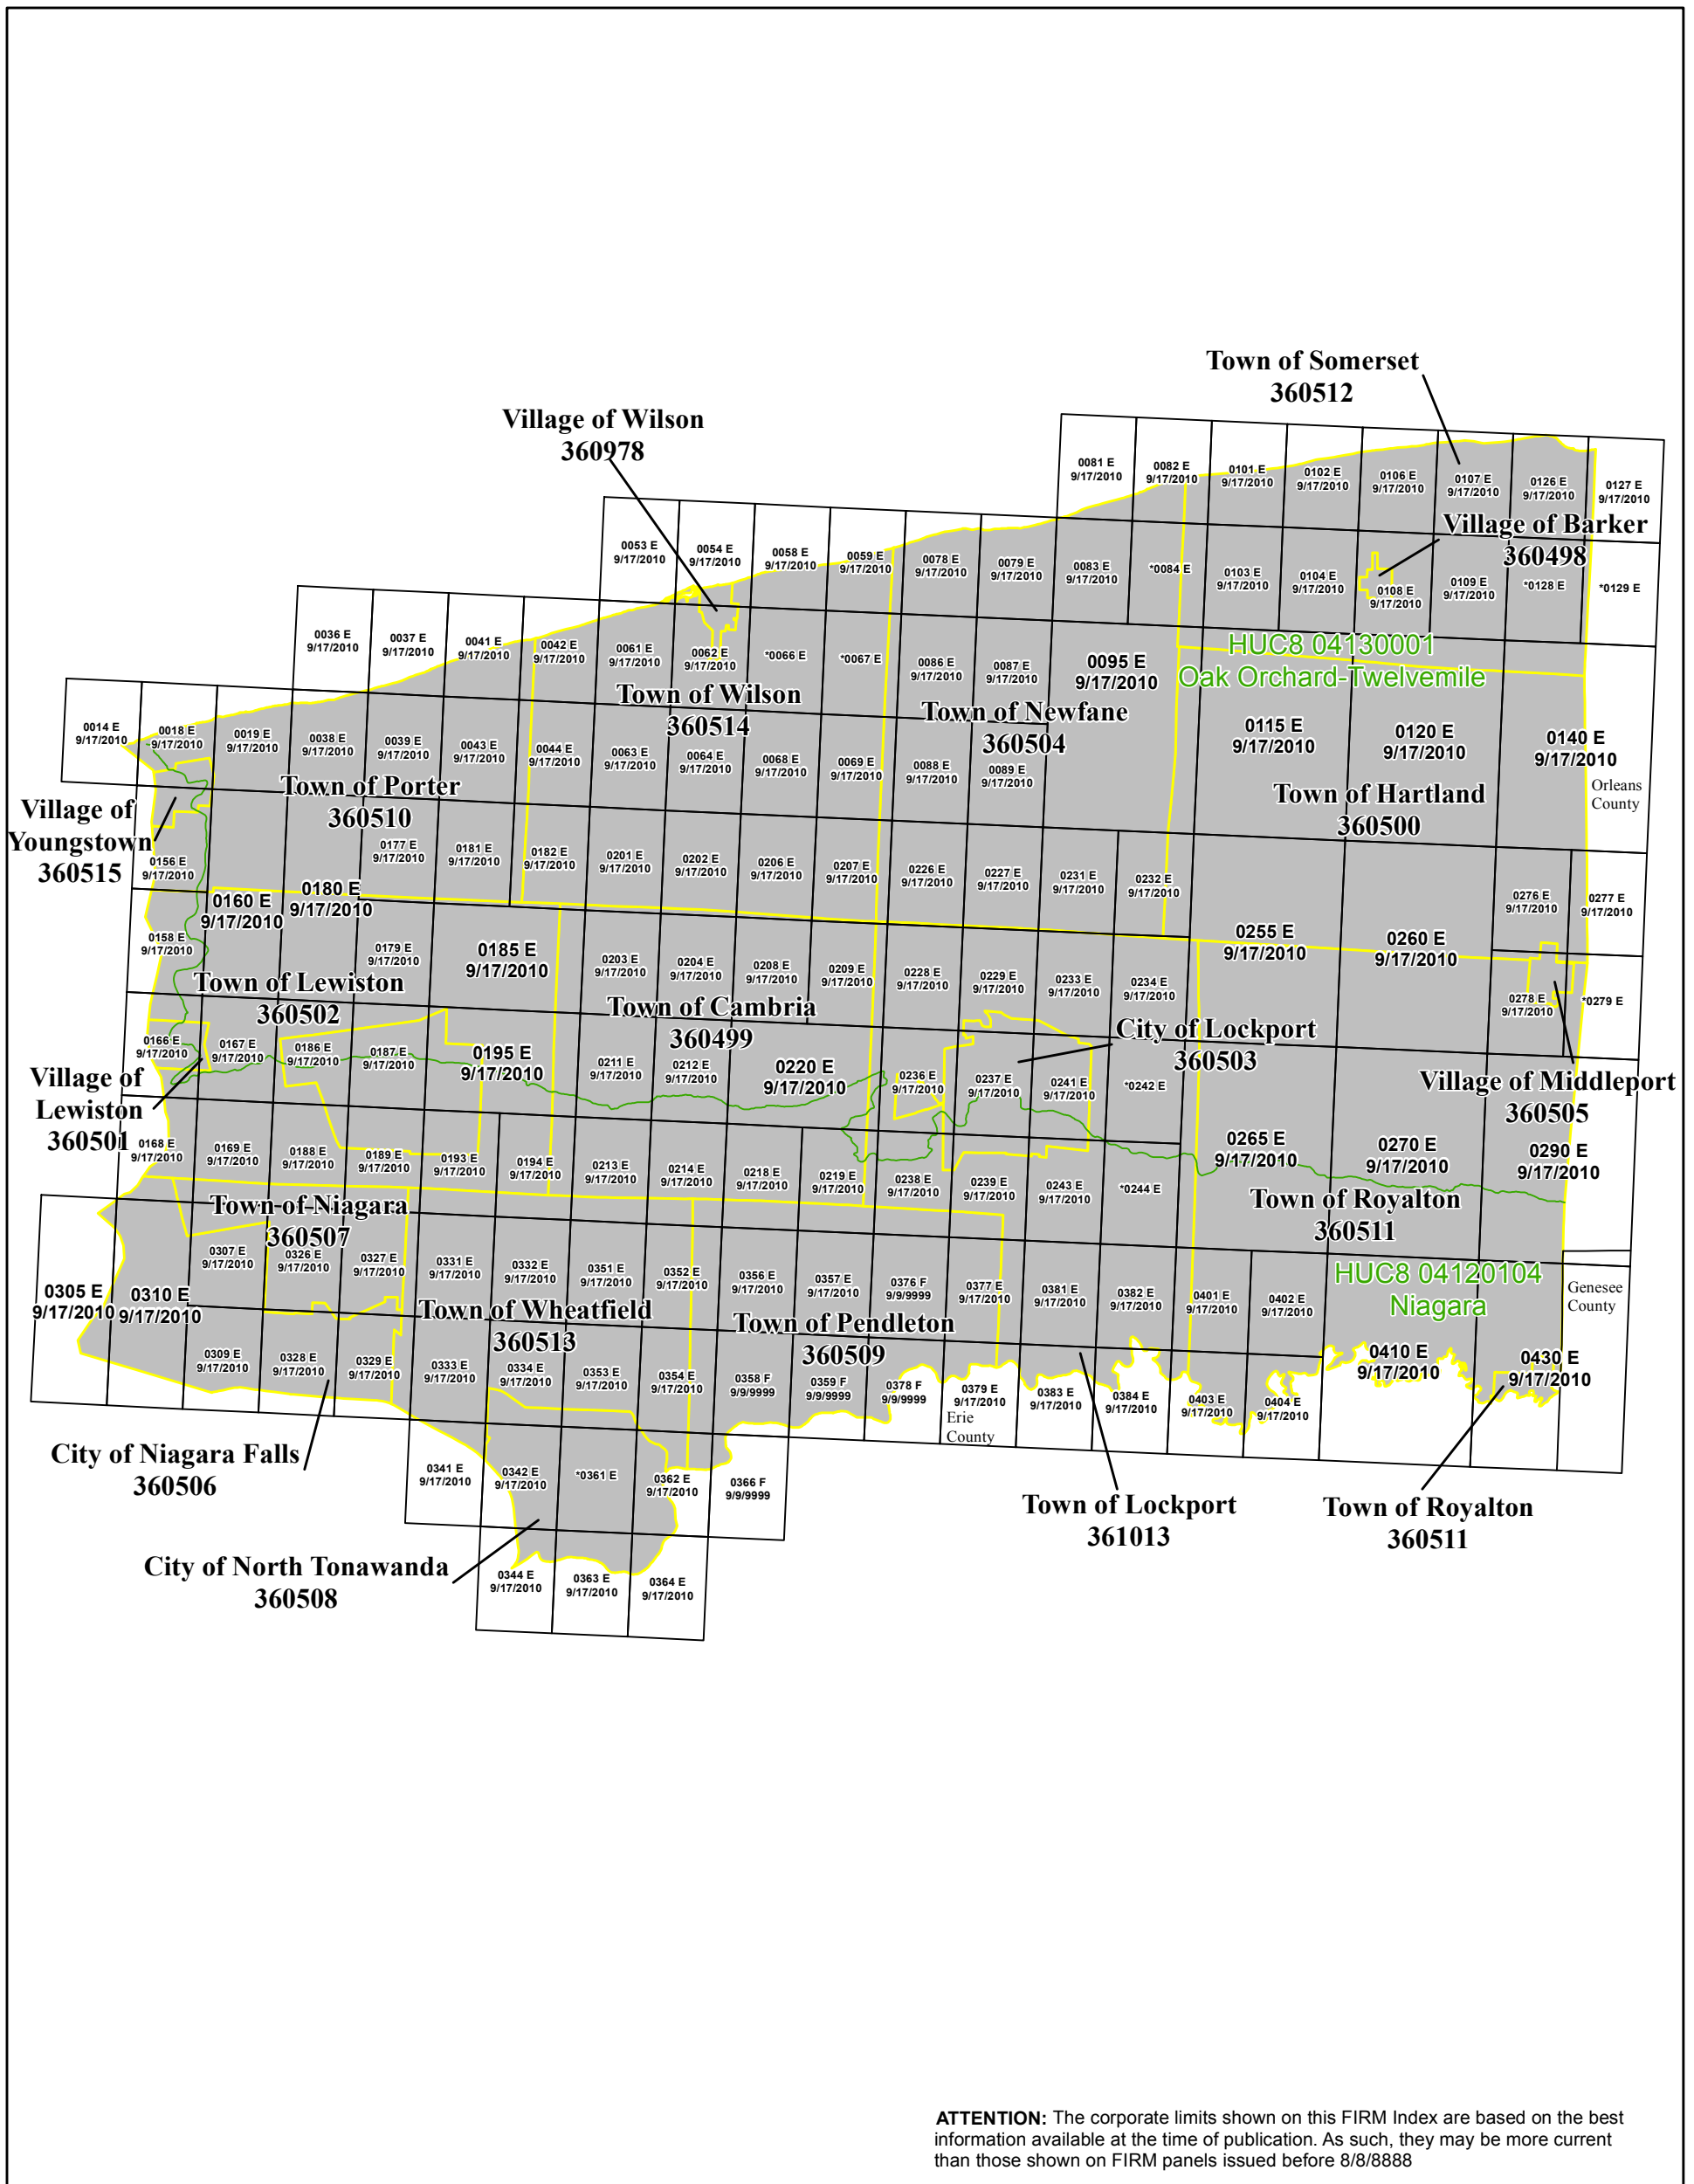 Town of Somerset
360512
Village of Wilson
360978
0081 E
9/17/2010
0082 E
9/17/2010
0101 E
9/17/2010
0102 E
9/17/2010
0106 E
9/17/2010
0107 E
9/17/2010
0126 E
9/17/2010
0127 E
9/17/2010
Village of Barker
360498
0053 E
9/17/2010
0054 E
9/17/2010
0058 E
9/17/2010
0059 E
9/17/2010
0078 E
9/17/2010
0079 E
9/17/2010
0083 E
9/17/2010
*0084 E
0103 E
9/17/2010
0104 E
9/17/2010
0108 E
9/17/2010
0109 E
9/17/2010
*0128 E
*0129 E
0036 E
9/17/2010
0037 E
9/17/2010
0041 E
9/17/2010
0042 E
9/17/2010
0061 E
9/17/2010
0062 E
9/17/2010
*0066 E
*0067 E
0086 E
9/17/2010
0087 E
9/17/2010
0095 E
9/17/2010
HUC8 04130001
Oak Orchard-Twelvemile
Town of Wilson
360514
Town of Newfane
360504
0014 E
9/17/2010
0018 E
9/17/2010
0019 E
9/17/2010
0038 E
9/17/2010
0039 E
9/17/2010
0043 E
9/17/2010
0044 E
9/17/2010
0063 E
9/17/2010
0064 E
9/17/2010
0068 E
9/17/2010
0069 E
9/17/2010
0088 E
9/17/2010
0089 E
9/17/2010
0115 E
9/17/2010
0120 E
9/17/2010
0140 E
9/17/2010
Orleans
County
Town of Porter
360510
Town of Hartland
360500
Village of
Youngstown
360515
0156 E
9/17/2010
0160 E
9/17/2010
0180 E
9/17/2010
0177 E
9/17/2010
0181 E
9/17/2010
0182 E
9/17/2010
0201 E
9/17/2010
0202 E
9/17/2010
0206 E
9/17/2010
0207 E
9/17/2010
0226 E
9/17/2010
0227 E
9/17/2010
0231 E
9/17/2010
0232 E
9/17/2010
0255 E
9/17/2010
0260 E
9/17/2010
0276 E
9/17/2010
0277 E
9/17/2010
0158 E
9/17/2010
0179 E
9/17/2010
0185 E
9/17/2010
0203 E
9/17/2010
0204 E
9/17/2010
0208 E
9/17/2010
0209 E
9/17/2010
0228 E
9/17/2010
0229 E
9/17/2010
0233 E
9/17/2010
0234 E
9/17/2010
0278 E
9/17/2010
*0279 E
Town of Lewiston
360502
Town of Cambria
360499
City of Lockport
360503
0166 E
9/17/2010
0167 E
9/17/2010
0186 E
9/17/2010
0187 E
9/17/2010
0195 E
9/17/2010
0211 E
9/17/2010
0212 E
9/17/2010
0220 E
9/17/2010
0236 E
9/17/2010
0237 E
9/17/2010
0241 E
9/17/2010
*0242 E
Village of Middleport
360505
Village of
Lewiston
360501
0168 E
9/17/2010
0169 E
9/17/2010
0188 E
9/17/2010
0189 E
9/17/2010
0193 E
9/17/2010
0194 E
9/17/2010
0213 E
9/17/2010
0214 E
9/17/2010
0218 E
9/17/2010
0219 E
9/17/2010
0238 E
9/17/2010
0239 E
9/17/2010
0243 E
9/17/2010
*0244 E
0265 E
9/17/2010
0270 E
9/17/2010
0290 E
9/17/2010
Town of Niagara
360507
Town of Royalton
360511
0305 E
9/17/2010
0310 E
9/17/2010
0307 E
9/17/2010
0326 E
9/17/2010
0327 E
9/17/2010
0331 E
9/17/2010
0332 E
9/17/2010
0351 E
9/17/2010
0352 E
9/17/2010
0356 E
9/17/2010
0357 E
9/17/2010
0376 F
9/9/9999
0377 E
9/17/2010
0381 E
9/17/2010
0382 E
9/17/2010
0401 E
9/17/2010
0402 E
9/17/2010
HUC8 04120104
Niagara
Genesee
County
Town of Wheatfield
360513
Town of Pendleton
360509
0309 E
9/17/2010
0328 E
9/17/2010
0329 E
9/17/2010
0333 E
9/17/2010
0334 E
9/17/2010
0353 E
9/17/2010
0354 E
9/17/2010
0358 F
9/9/9999
0359 F
9/9/9999
0378 F
9/9/9999
0379 E
9/17/2010
Erie
County
0383 E
9/17/2010
0384 E
9/17/2010
0403 E
9/17/2010
0404 E
9/17/2010
0410 E
9/17/2010
0430 E
9/17/2010
City of Niagara Falls
360506
0341 E
9/17/2010
0342 E
9/17/2010
*0361 E
0362 E
9/17/2010
0366 F
9/9/9999
Town of Lockport
361013
Town of Royalton
360511
City of North Tonawanda
360508
0344 E
9/17/2010
0363 E
9/17/2010
0364 E
9/17/2010
ATTENTION: The corporate limits shown on this FIRM Index are based on the best
information available at the time of publication. As such, they may be more current
than those shown on FIRM panels issued before 8/8/8888